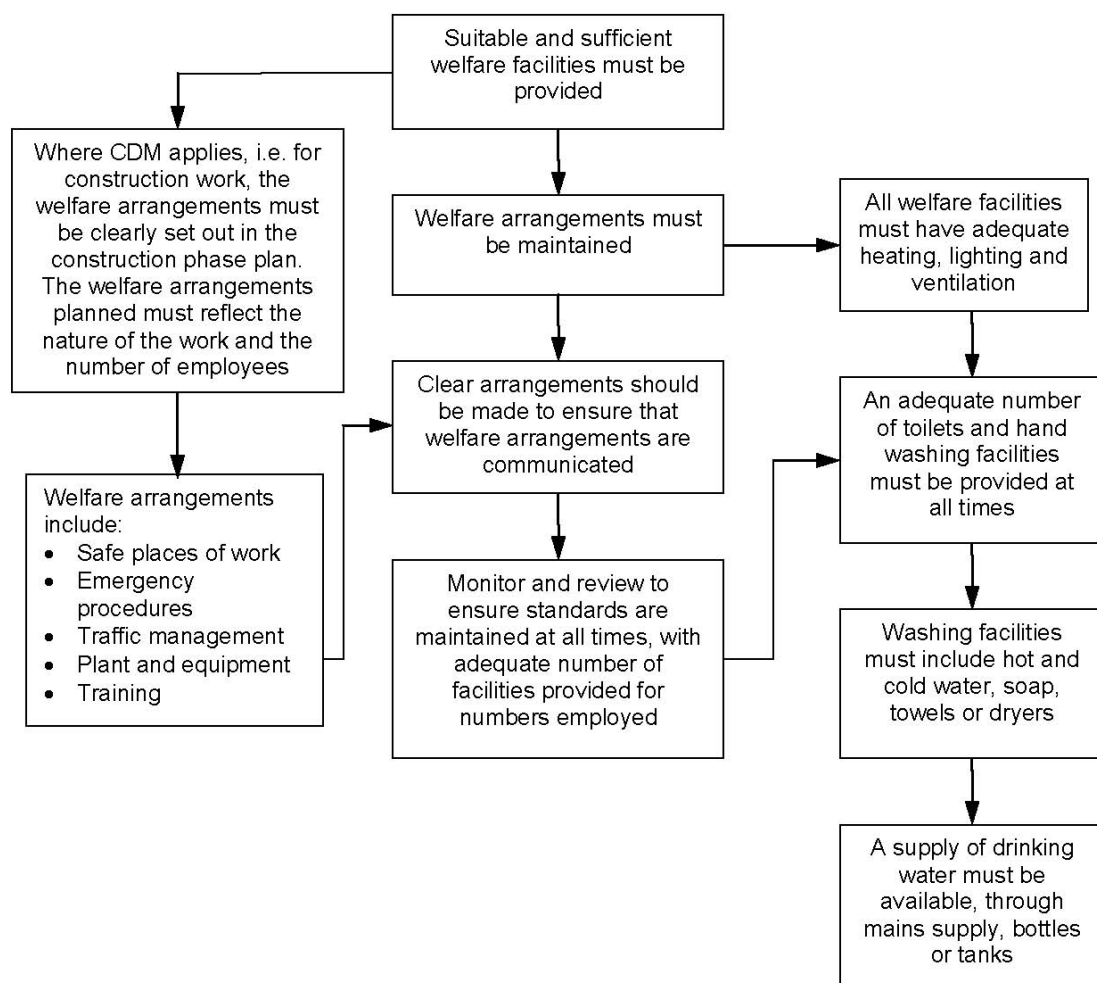 Suitable and sufficient
welfare facilities must be
provided
Where CDM applies, i.e. for
construction work, the
welfare arrangements must
be clearly set out in the
construction phase plan.
The welfare arrangements
planned must reflect the
nature of the work and the
number of employees
Welfare arrangements must
be maintained
All welfare facilities
must have adequate
heating, lighting and
ventilation
Clear arrangements should
be made to ensure that
welfare arrangements are
communicated
An adequate number
of toilets and hand
washing facilities
must be provided at
all times
Welfare arrangements
include:
• Safe places of work
• Emergency
procedures
• Traffic management
• Plant and equipment
• Training
Monitor and review to
ensure standards are
maintained at all times, with
adequate number of
facilities provided for
numbers employed
Washing facilities
must include hot and
cold water, soap,
towels or dryers
A supply of drinking
water must be
available, through
mains supply, bottles
or tanks